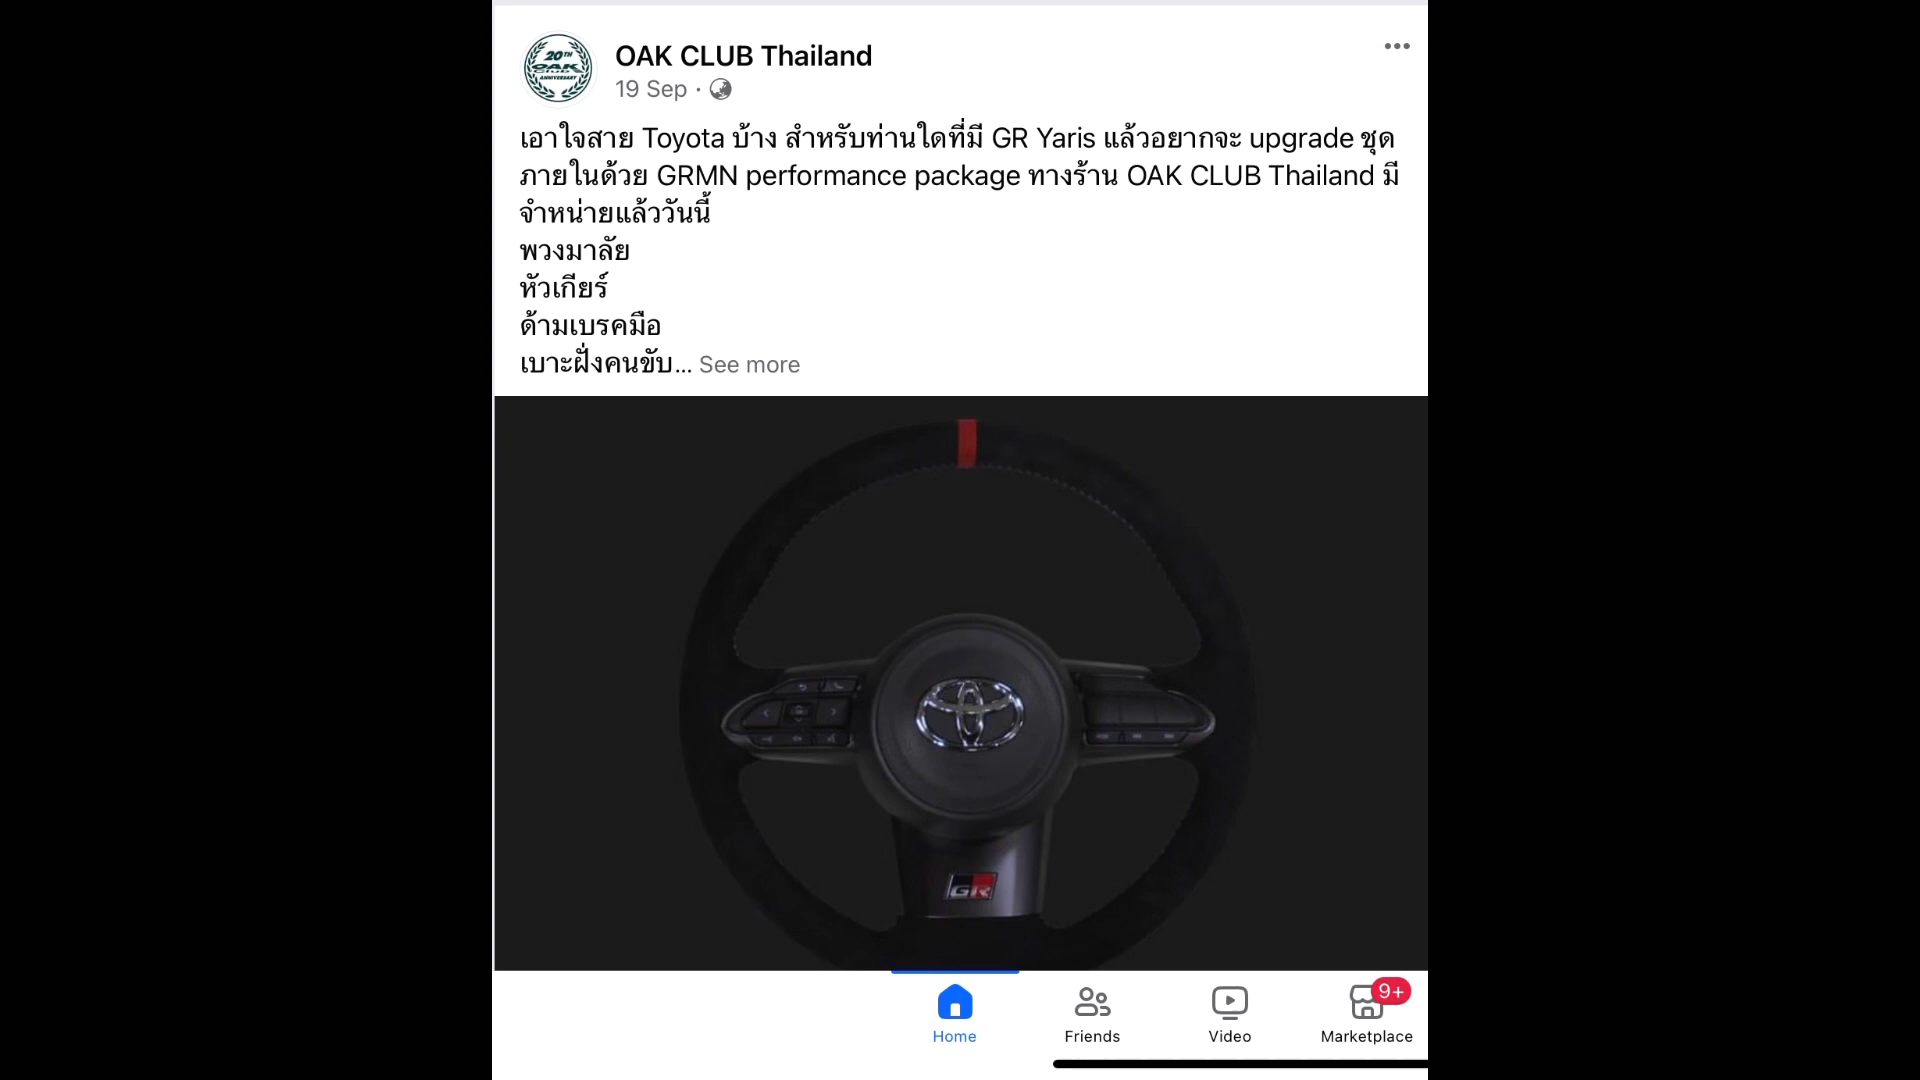 20TH
OAK
Club
ANNIVERSARY
OAK CLUB Thailand
19 Sep ·
เอาใจสาย Toyota บ้าง สำหรับท่านใดที่มี GR Yaris แล้วอยากจะ upgrade ชุด
ภายในด้วย GRMN performance package ทางร้าน OAK CLUB Thailand มี
จำหน่ายแล้ววันนี้
พวงมาลัย
หัวเกียร์
ด้ามเบรคมือ
เบาะฝั่งคนขับ... See more
GR
9+
Home
Friends
Video
Marketplace